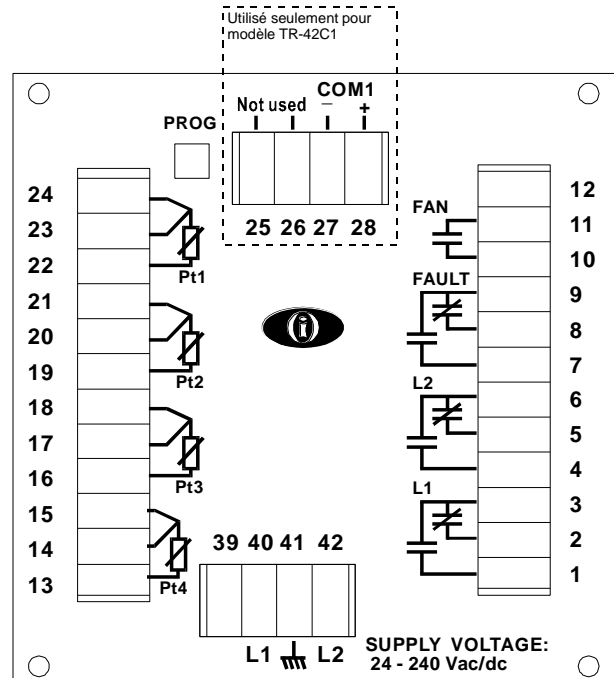 Utilisé seulement pour
modèle TR-42C1
COM1
Not used − +
PROG
25 26 27 28
24
23
22
Pt1
21
20
19
Pt2
18
17
16
Pt3
15
14
13
Pt4
i
12
FAN
11
10
FAULT
9
8
7
L2
6
5
4
L1
3
2
1
39 40 41 42
L1 L2
SUPPLY VOLTAGE:
24 - 240 Vac/dc